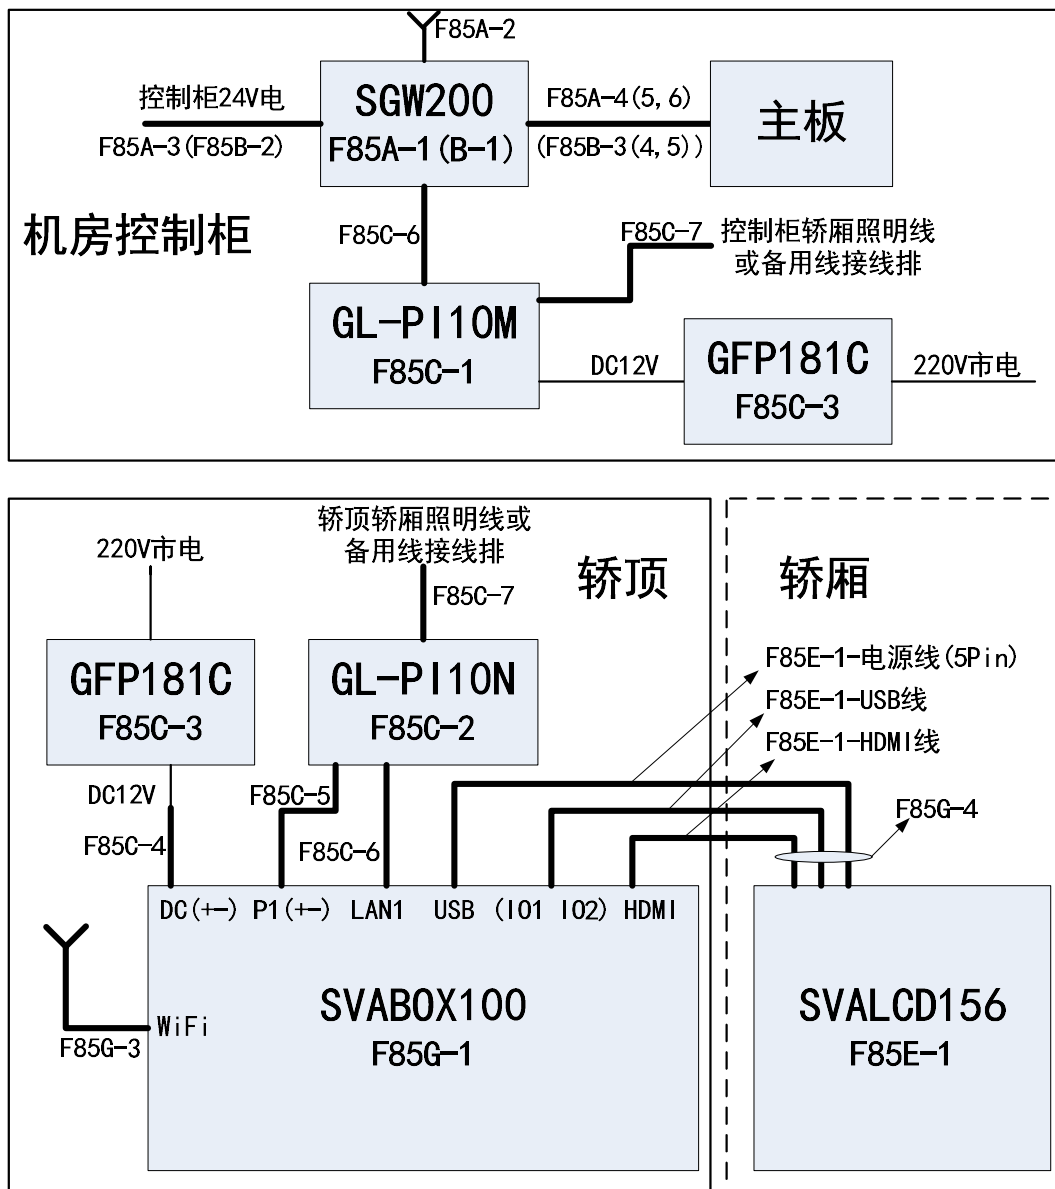 F85A-2
控制柜24V电
F85A-3(F85B-2)
SGW200
F85A-1(B-1)
F85A-4(5,6)
(F85B-3(4,5))
主板
机房控制柜
F85C-6
F85C-7
控制柜轿厢照明线
或备用线接线排
GL-PI10M
F85C-1
DC12V
GFP181C
F85C-3
220V市电
轿顶轿厢照明线或
备用线接线排
220V市电
F85C-7
轿顶
轿厢
GFP181C
F85C-3
GL-PI10N
F85C-2
F85E-1-电源线(5Pin)
F85E-1-USB线
F85E-1-HDMI线
DC12V
F85C-5
F85G-4
F85C-4
F85C-6
DC(+-) P1(+-) LAN1 USB (IO1 IO2) HDMI
SVABOX100
F85G-1
WiFi
F85G-3
SVALCD156
F85E-1